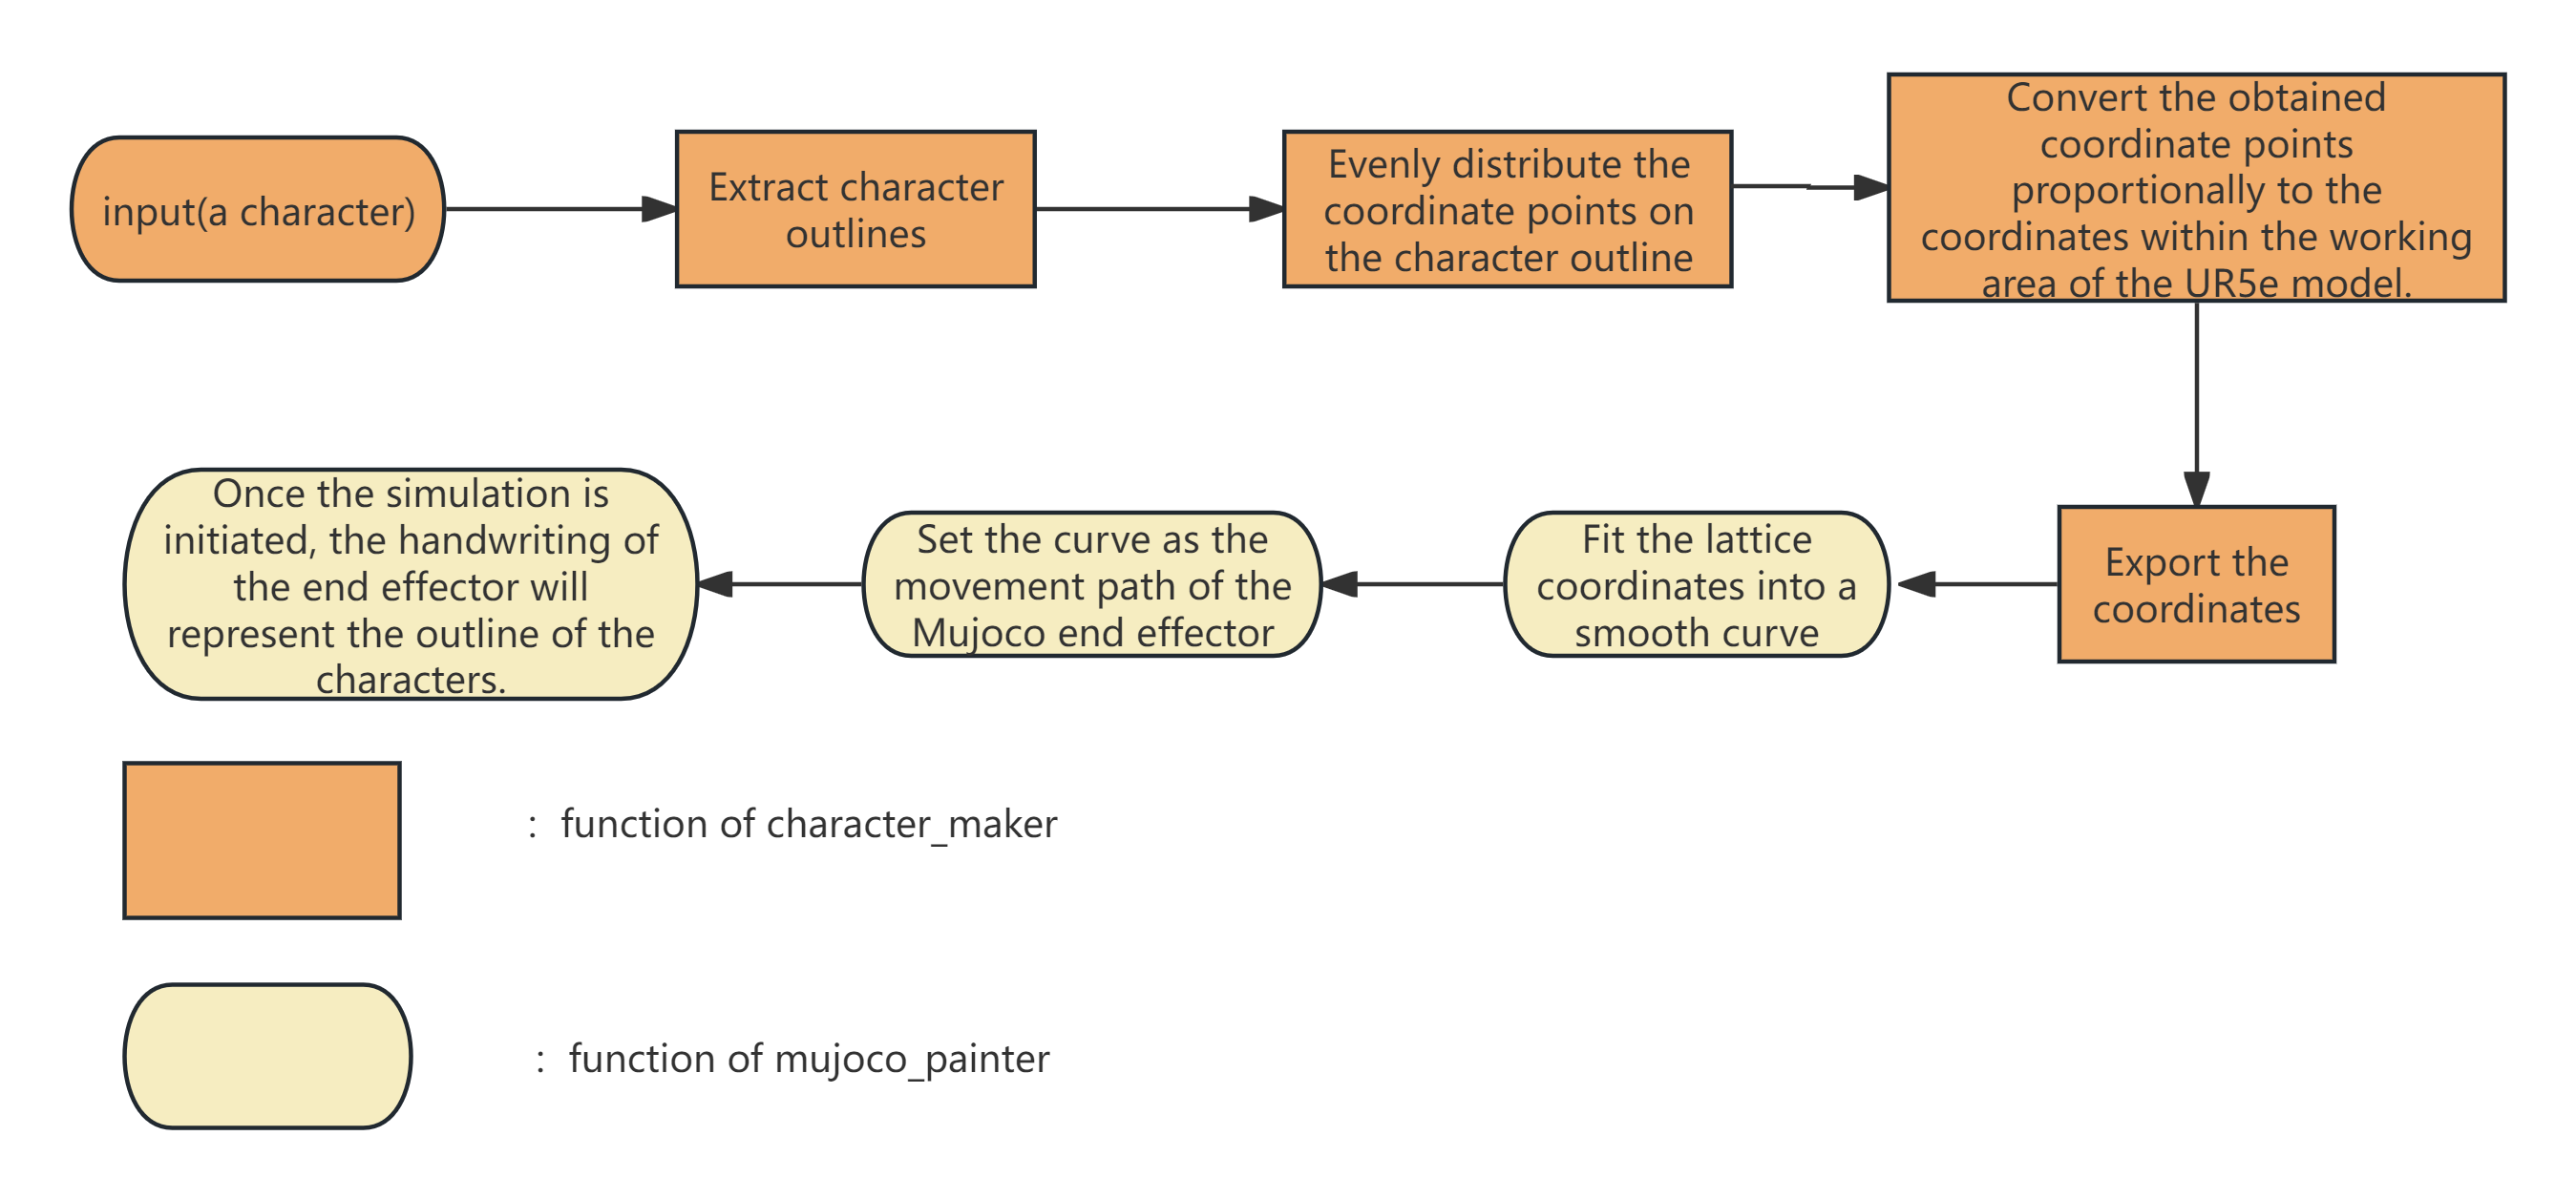 input(a character)
Extract character
outlines
Evenly distribute the
coordinate points on
the character outline
Convert the obtained
coordinate points
proportionally to the
coordinates within the working
area of the UR5e model.
Export the
coordinates
Fit the lattice
coordinates into a
smooth curve
Set the curve as the
movement path of the
Mujoco end effector
Once the simulation is
initiated, the handwriting of
the end effector will
represent the outline of the
characters.
: function of character_maker
: function of mujoco_painter